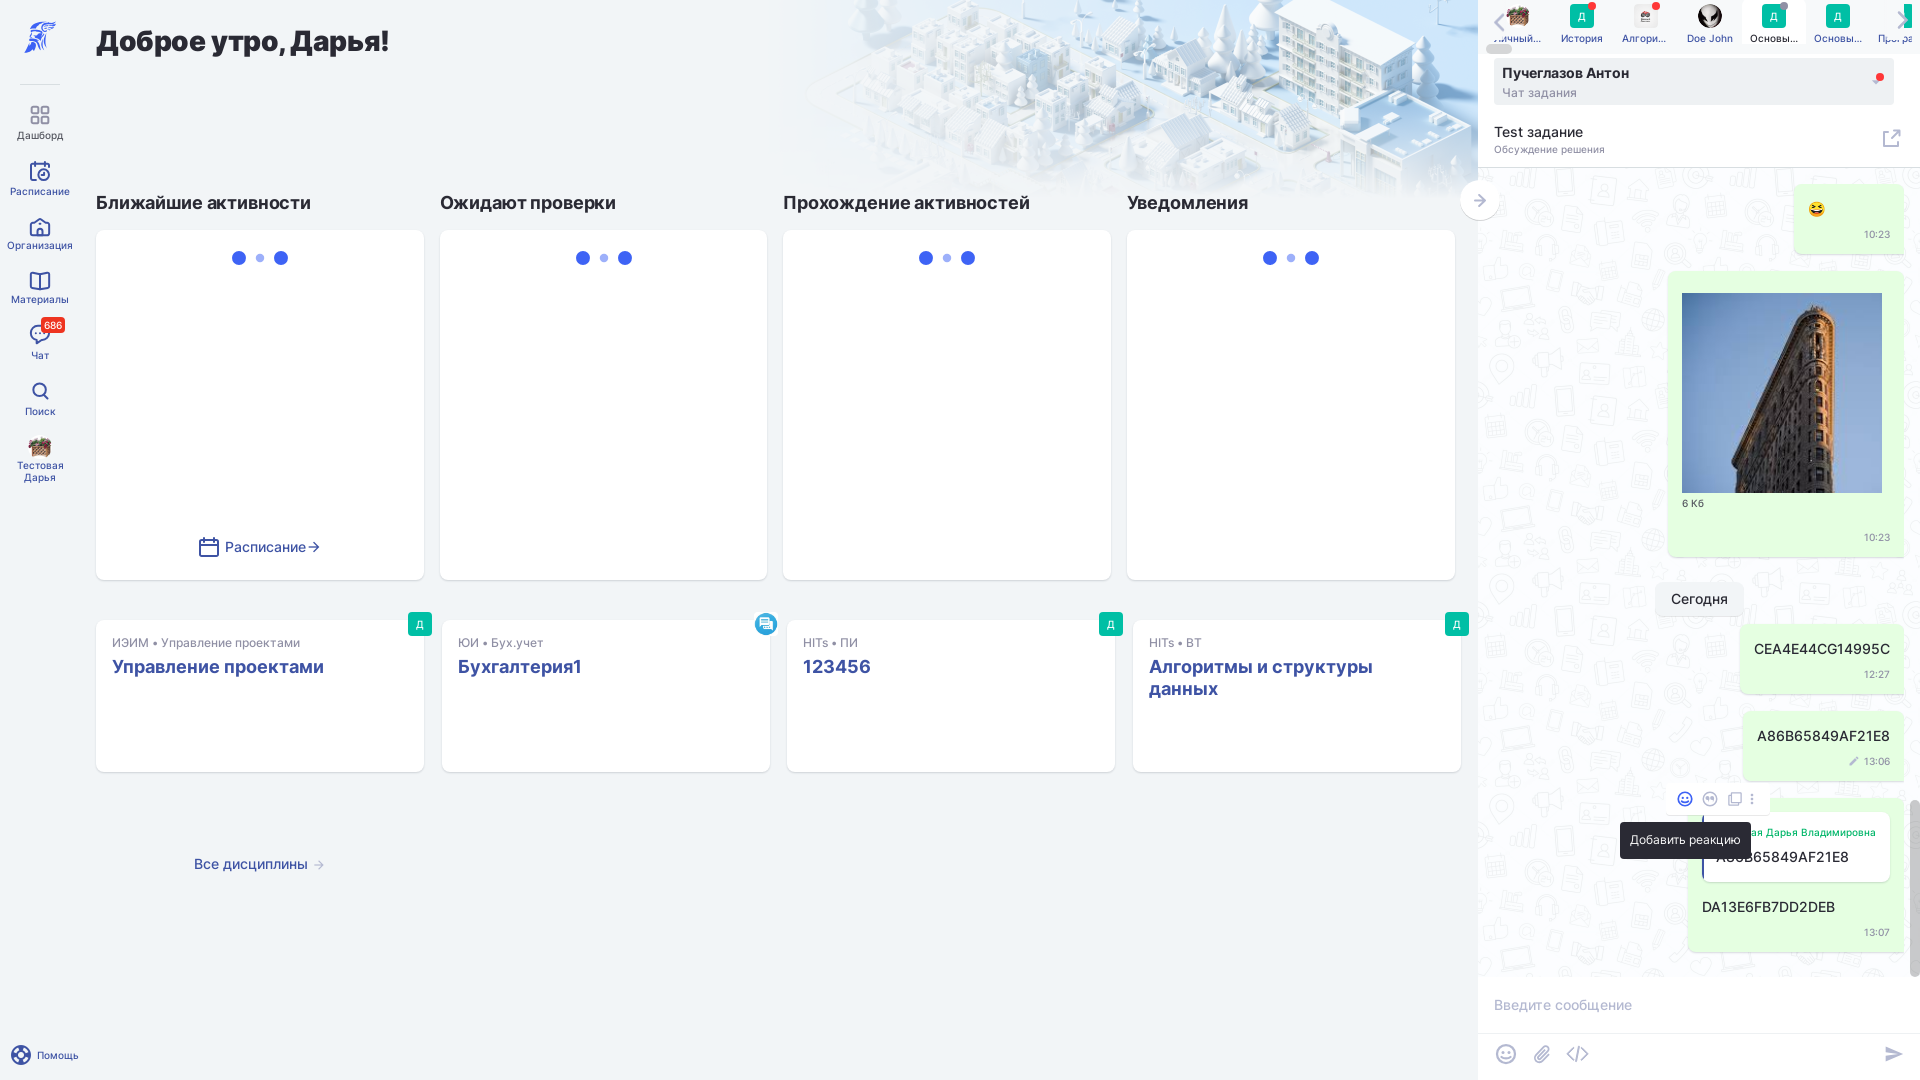 Доброе утро, Дарья!
Дашборд
Расписание
Организация
Материалы
686
Чат
Поиск
Тестовая
Дарья
Помощь
Ближайшие активности
Ожидают проверки
Прохождение активностей
Уведомления
Расписание
ИЭИМ • Управление проектами
Управление проектами
Д
ЮИ • Бух.учет
Бухгалтерия1
HITs • ПИ
123456
Д
HITs • ВТ
Алгоритмы и структуры
данных
Д
Все дисциплины
Д
История
Алгори...
Doe John
Д
Основы...
Д
Основы...
Пучеглазов Антон
Чат задания
Test задание
Обсуждение решения
10:23
6 Кб
10:23
Сегодня
CEA4E44CG14995C
12:27
A86B65849AF21E8
13:06
Добавить реакцию
Дарья Владимировна
A86B65849AF21E8
DA13E6FB7DD2DEB
13:07
Введите сообщение